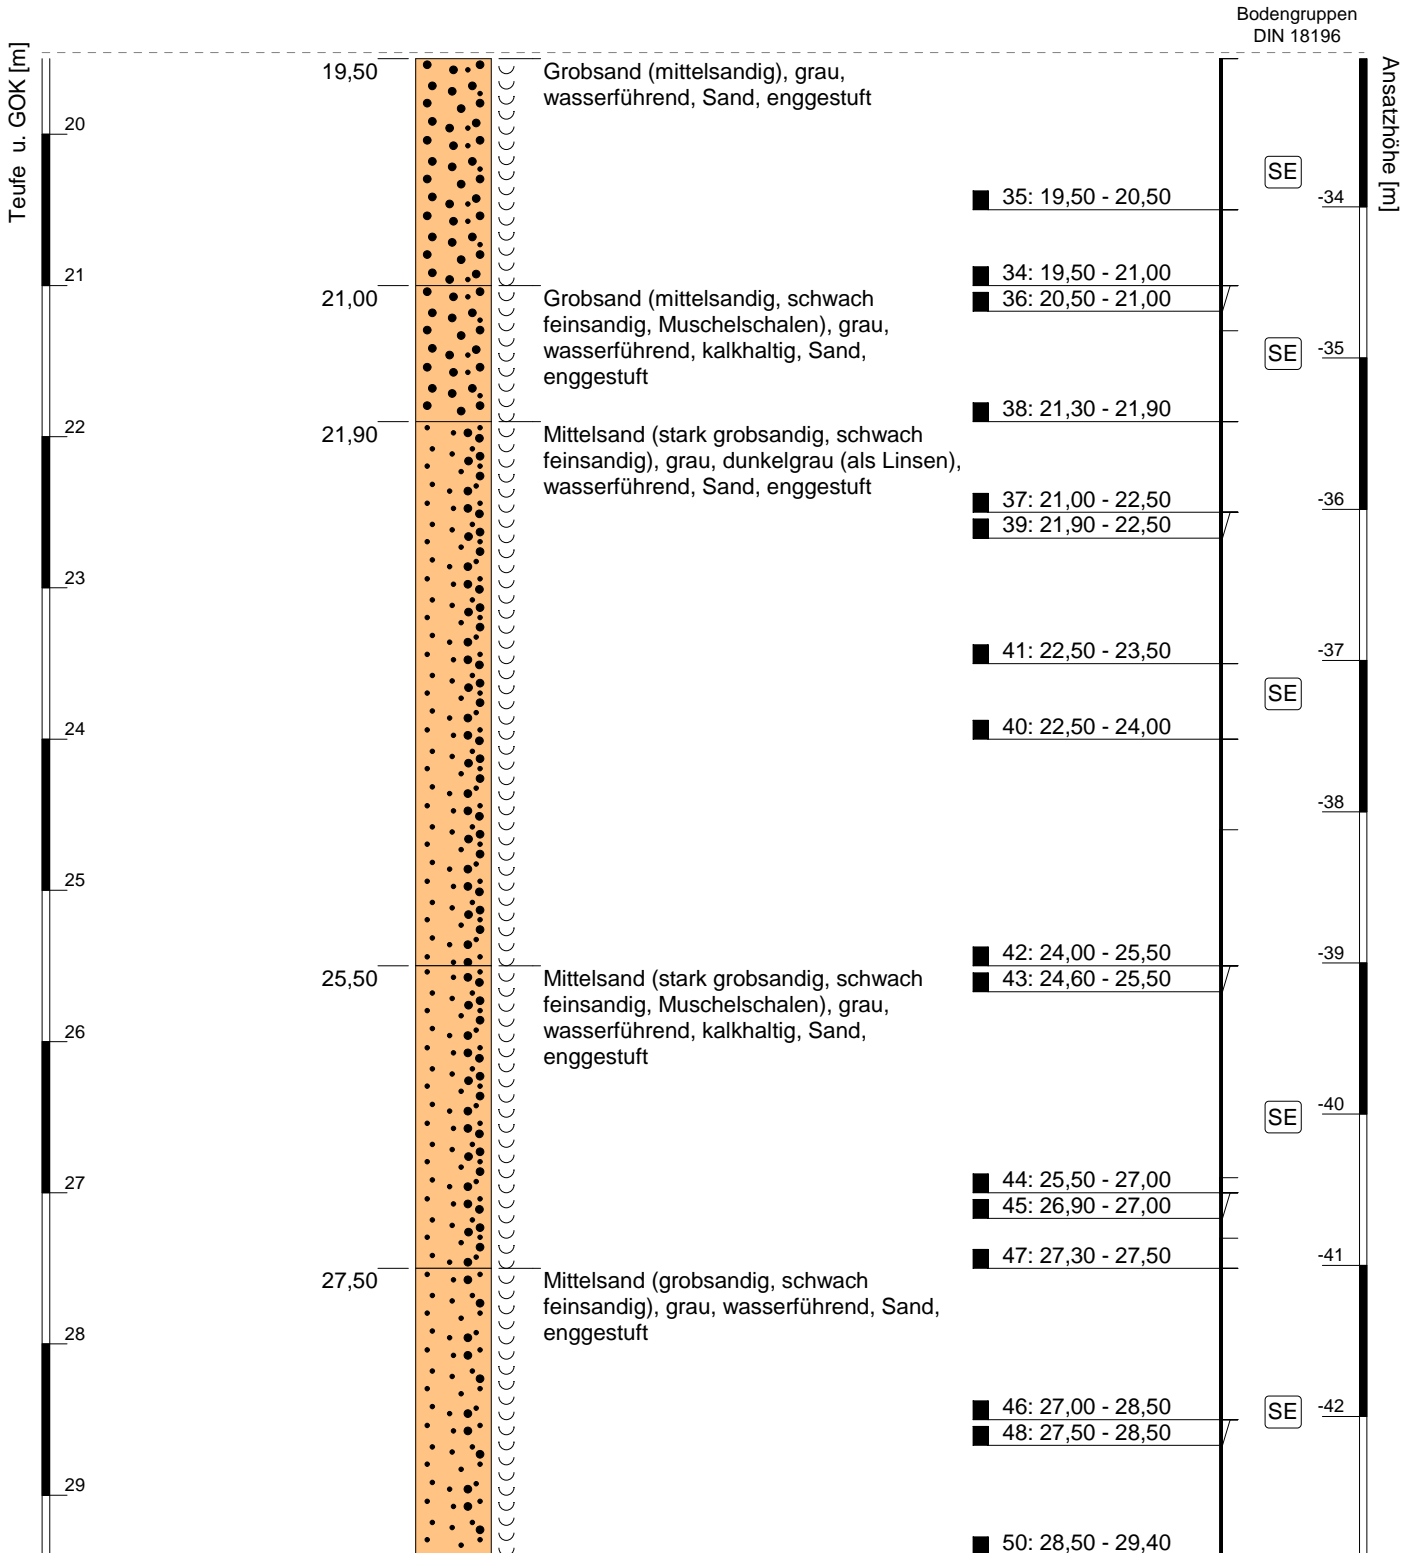 Bodengruppen
DIN 18196
Teufe u. GOK [m]
Ansatzhöhe [m]
19,50
Grobsand (mittelsandig), grau,
wasserführend, Sand, enggestuft
20
SE
35: 19,50 - 20,50
-34
34: 19,50 - 21,00
21
21,00
Grobsand (mittelsandig, schwach
feinsandig, Muschelschalen), grau,
wasserführend, kalkhaltig, Sand,
enggestuft
36: 20,50 - 21,00
SE
-35
38: 21,30 - 21,90
22
21,90
Mittelsand (stark grobsandig, schwach
feinsandig), grau, dunkelgrau (als Linsen),
wasserführend, Sand, enggestuft
37: 21,00 - 22,50
-36
39: 21,90 - 22,50
23
41: 22,50 - 23,50
-37
SE
24
40: 22,50 - 24,00
-38
25
42: 24,00 - 25,50
-39
25,50
Mittelsand (stark grobsandig, schwach
feinsandig, Muschelschalen), grau,
wasserführend, kalkhaltig, Sand,
enggestuft
43: 24,60 - 25,50
26
SE
-40
27
44: 25,50 - 27,00
45: 26,90 - 27,00
47: 27,30 - 27,50
-41
27,50
Mittelsand (grobsandig, schwach
feinsandig), grau, wasserführend, Sand,
enggestuft
28
46: 27,00 - 28,50
SE
-42
48: 27,50 - 28,50
29
50: 28,50 - 29,40